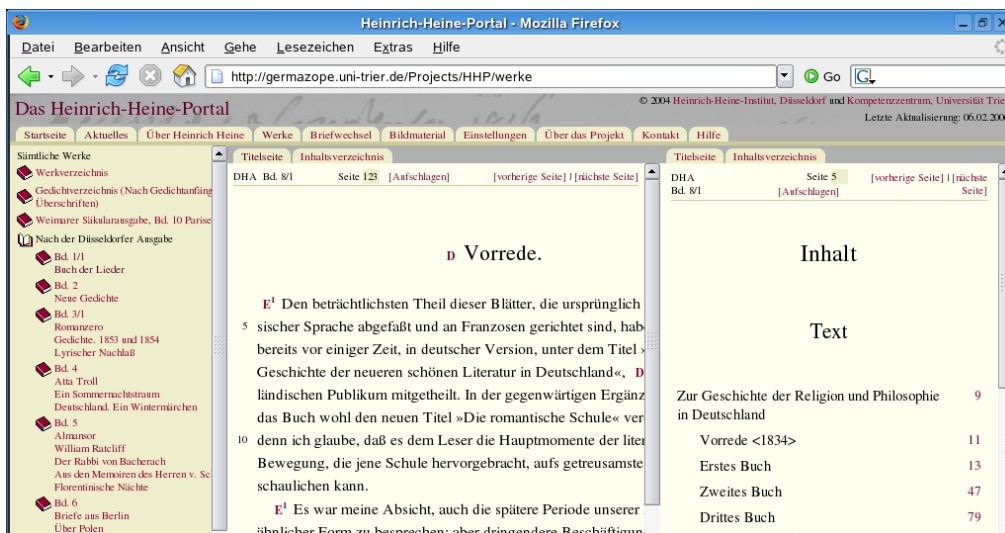 Heinrich-Heine-Portal - Mozilla Firefox
Datei Bearbeiten Ansicht Gehe Lesezeichen Extras Hilfe
http://germazope.uni-trier.de/Projects/HHP/werke
Go
Das Heinrich-Heine-Portal
© 2004 Heinrich-Heine-Institut, Düsseldorf und Kompetenzzentrum, Universität Trie
Letzte Aktualisierung: 06.02.200
Startseite Aktuelles Über Heinrich Heine Werke Briefwechsel Bildmaterial Einstellungen Über das Projekt Kontakt Hilfe
Sämtliche Werke
Werkverzeichnis
Gedichtverzeichnis (Nach Gedichtanfäng
Überschriften)
Weimarer Säkularausgabe, Bd. 10 Parise
Nach der Düsseldorfer Ausgabe
Bd. 1/1
Buch der Lieder
Bd. 2
Neue Gedichte
Bd. 3/1
Romanzero
Gedichte. 1853 und 1854
Lyrischer Nachlaß
Bd. 4
Atta Troll
Ein Sommernachtstraum
Deutschland. Ein Wintermärchen
Bd. 5
Almansor
William Ratcliff
Der Rabbi von Bacherach
Aus den Memoiren des Herren v. Sc
Florentinische Nächte
Bd. 6
Briefe aus Berlin
Über Polen
Titelseite Inhaltsverzeichnis
DHA Bd. 8/1 Seite 123 [Aufschlagen] [vorherige Seite] | [nächste Seite]
D Vorrede.
E¹ Den beträchtlichsten Theil dieser Blätter, die ursprünglich
5 sischer Sprache abgefaßt und an Franzosen gerichtet sind, hab
bereits vor einiger Zeit, in deutscher Version, unter dem Titel »
Geschichte der neueren schönen Literatur in Deutschland«, D
ländischen Publikum mitgetheilt. In der gegenwärtigen Ergänz
das Buch wohl den neuen Titel »Die romantische Schule« ver
10 denn ich glaube, daß es dem Leser die Hauptmomente der liter
Bewegung, die jene Schule hervorgebracht, aufs getreusamste
schaulichen kann.
E¹ Es war meine Absicht, auch die spätere Periode unserer
ähnlicher Form zu besprechen; aber dringendere Beschäftigun
Titelseite Inhaltsverzeichnis
DHA Seite 5 [vorherige Seite] | [nächste
Bd. 8/1 [Aufschlagen] Seite]
Inhalt
Text
Zur Geschichte der Religion und Philosophie 9
in Deutschland
Vorrede <1834> 11
Erstes Buch 13
Zweites Buch 47
Drittes Buch 79